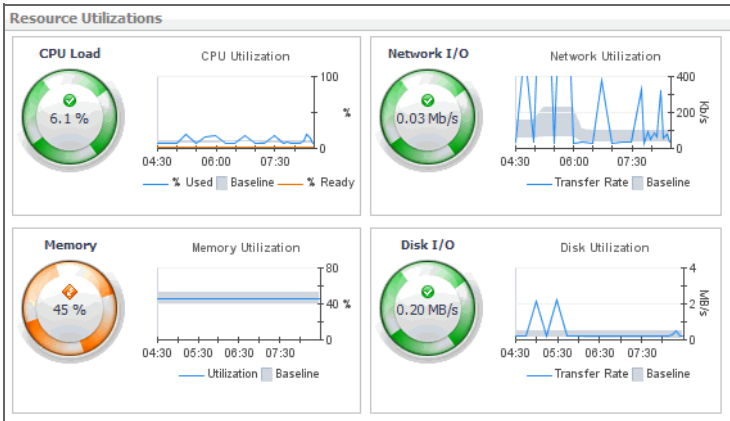 Resource Utilizations
CPU Load
CPU Utilization
6.1 %
100
0
%
04:30 06:00 07:30
% Used Baseline % Ready
Network I/O
Network Utilization
0.03 Mb/s
400
200
0
Kb/s
04:30 06:00 07:30
Transfer Rate Baseline
Memory
Memory Utilization
45 %
80
40
0
%
04:30 05:30 06:30 07:30
Utilization Baseline
Disk I/O
Disk Utilization
0.20 MB/s
4
2
0
MB/s
04:30 05:30 06:30 07:30
Transfer Rate Baseline